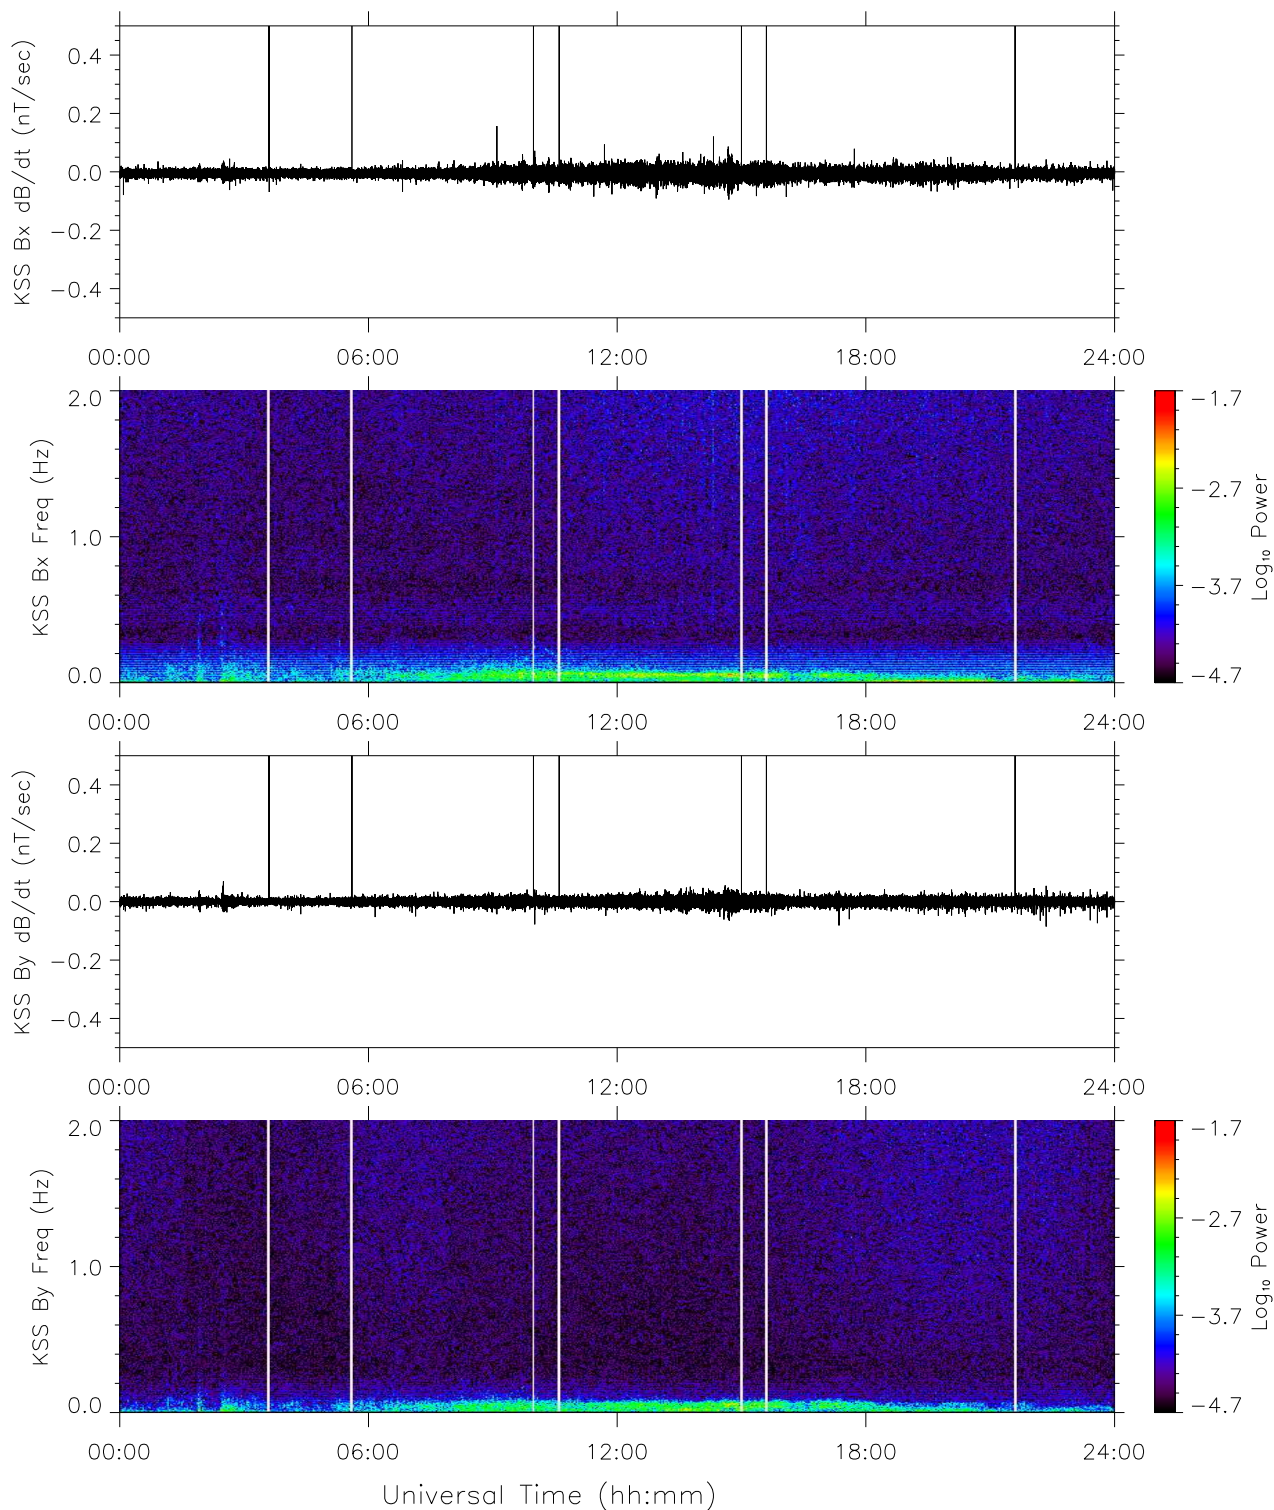 KSS Bx dB/dt (nT/sec)
0.4
0.2
0.0
−0.2
−0.4
00:00 06:00 12:00 18:00 24:00
KSS Bx Freq (Hz)
2.0
1.0
0.0
00:00 06:00 12:00 18:00 24:00
−1.7
−2.7
−3.7
−4.7
Log₁₀ Power
KSS By dB/dt (nT/sec)
0.4
0.2
0.0
−0.2
−0.4
00:00 06:00 12:00 18:00 24:00
KSS By Freq (Hz)
2.0
1.0
0.0
00:00 06:00 12:00 18:00 24:00
−1.7
−2.7
−3.7
−4.7
Log₁₀ Power
Universal Time (hh:mm)